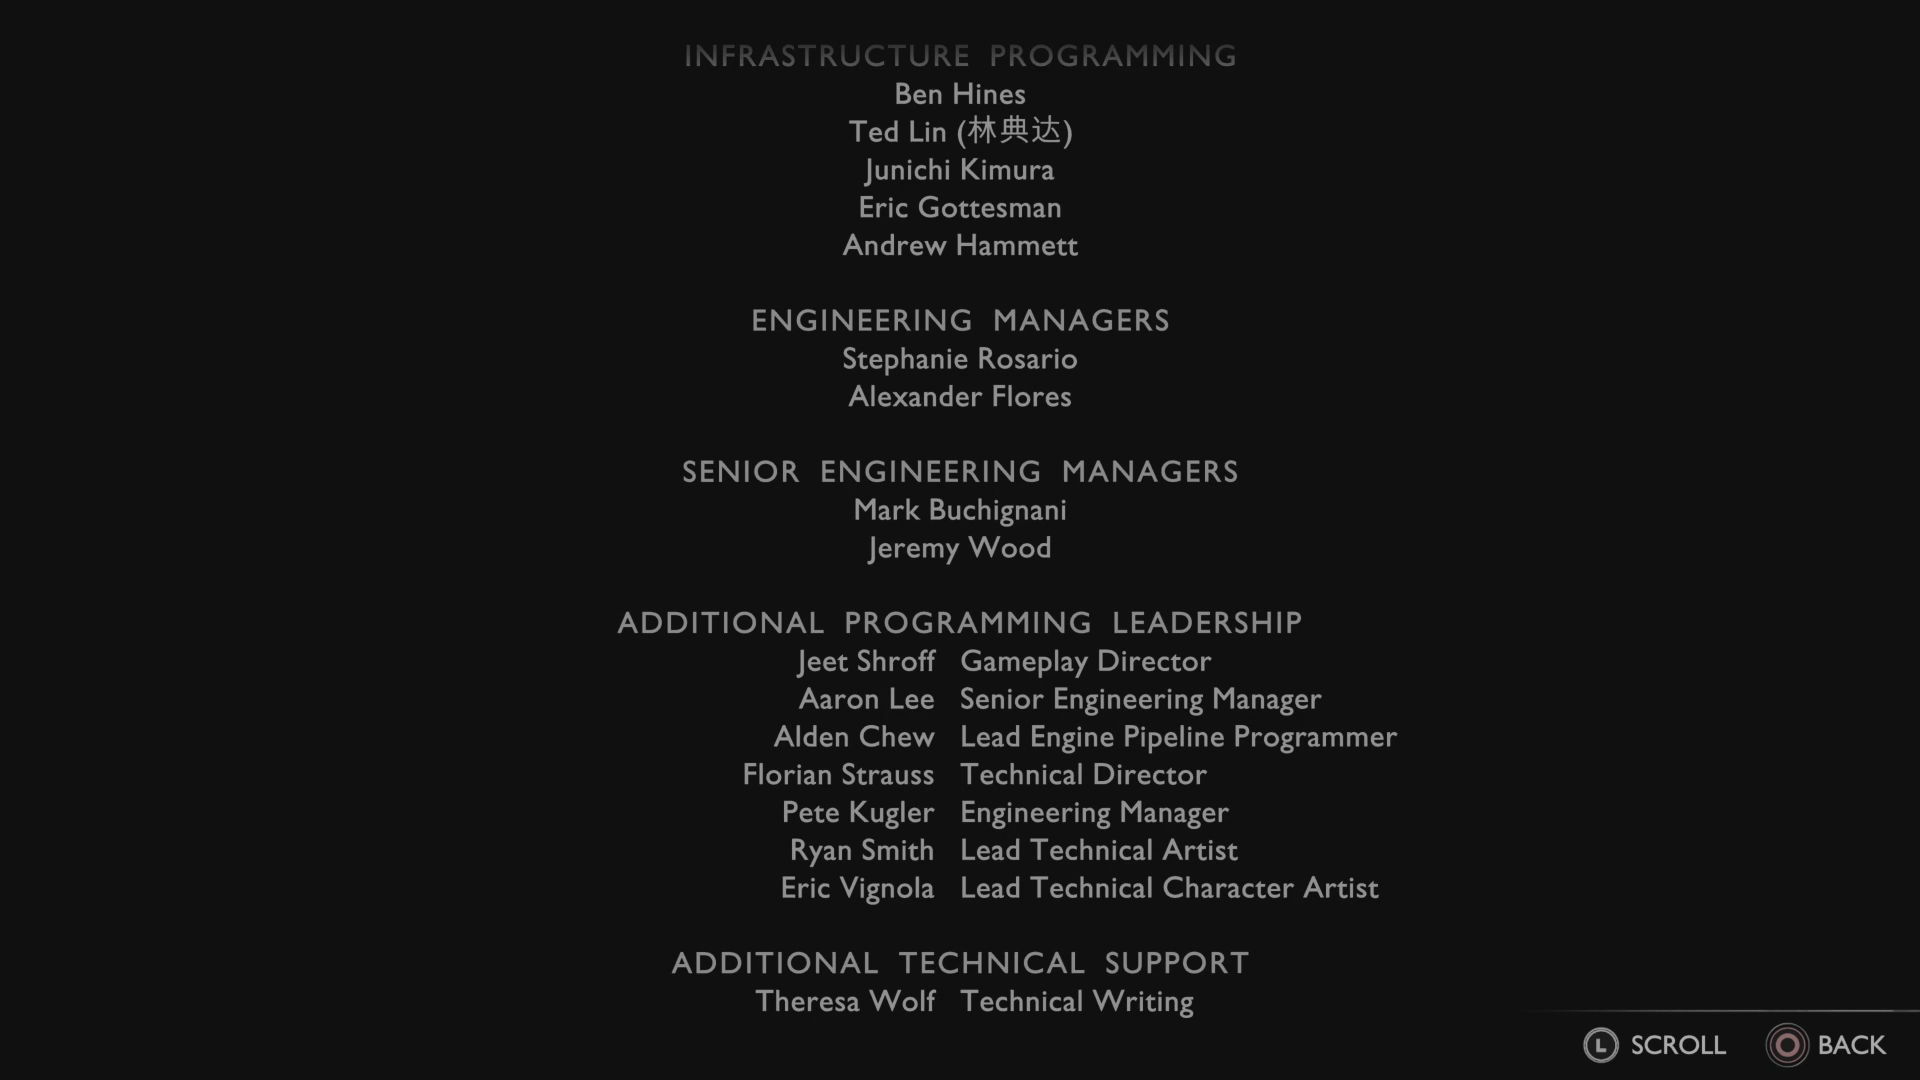 INFRASTRUCTURE PROGRAMMING
Ben Hines
Ted Lin (林典达)
Junichi Kimura
Eric Gottesman
Andrew Hammett
ENGINEERING MANAGERS
Stephanie Rosario
Alexander Flores
SENIOR ENGINEERING MANAGERS
Mark Buchignani
Jeremy Wood
ADDITIONAL PROGRAMMING LEADERSHIP
Jeet Shroff Gameplay Director
Aaron Lee Senior Engineering Manager
Alden Chew Lead Engine Pipeline Programmer
Florian Strauss Technical Director
Pete Kugler Engineering Manager
Ryan Smith Lead Technical Artist
Eric Vignola Lead Technical Character Artist
ADDITIONAL TECHNICAL SUPPORT
Theresa Wolf Technical Writing
L SCROLL BACK